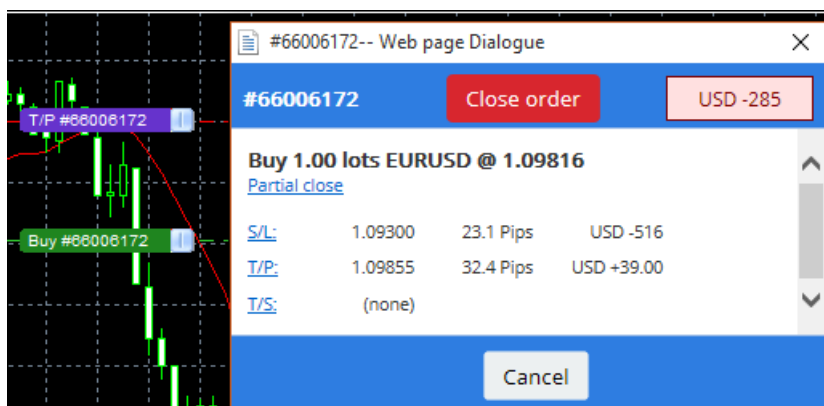 #66006172-- Web page Dialogue
#66006172 Close order USD -285
T/P #66006172
Buy 1.00 lots EURUSD @ 1.09816
Partial close
Buy #66006172
S/L: 1.09300 23.1 Pips USD -516
T/P: 1.09855 32.4 Pips USD +39.00
T/S: (none)
Cancel